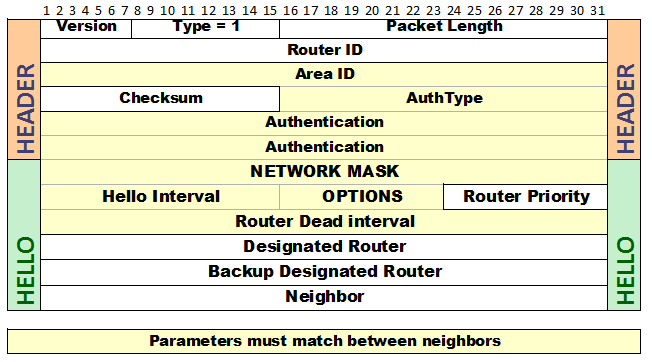 1 2 3 4 5 6 7 8 9 10 11 12 13 14 15 16 17 18 19 20 21 22 23 24 25 26 27 28 29 30 31
Version Type = 1 Packet Length
HEADER
Router ID
HEADER
Area ID
Checksum AuthType
Authentication
Authentication
NETWORK MASK
HELLO
Hello Interval OPTIONS Router Priority
HELLO
Router Dead interval
Designated Router
Backup Designated Router
Neighbor
Parameters must match between neighbors